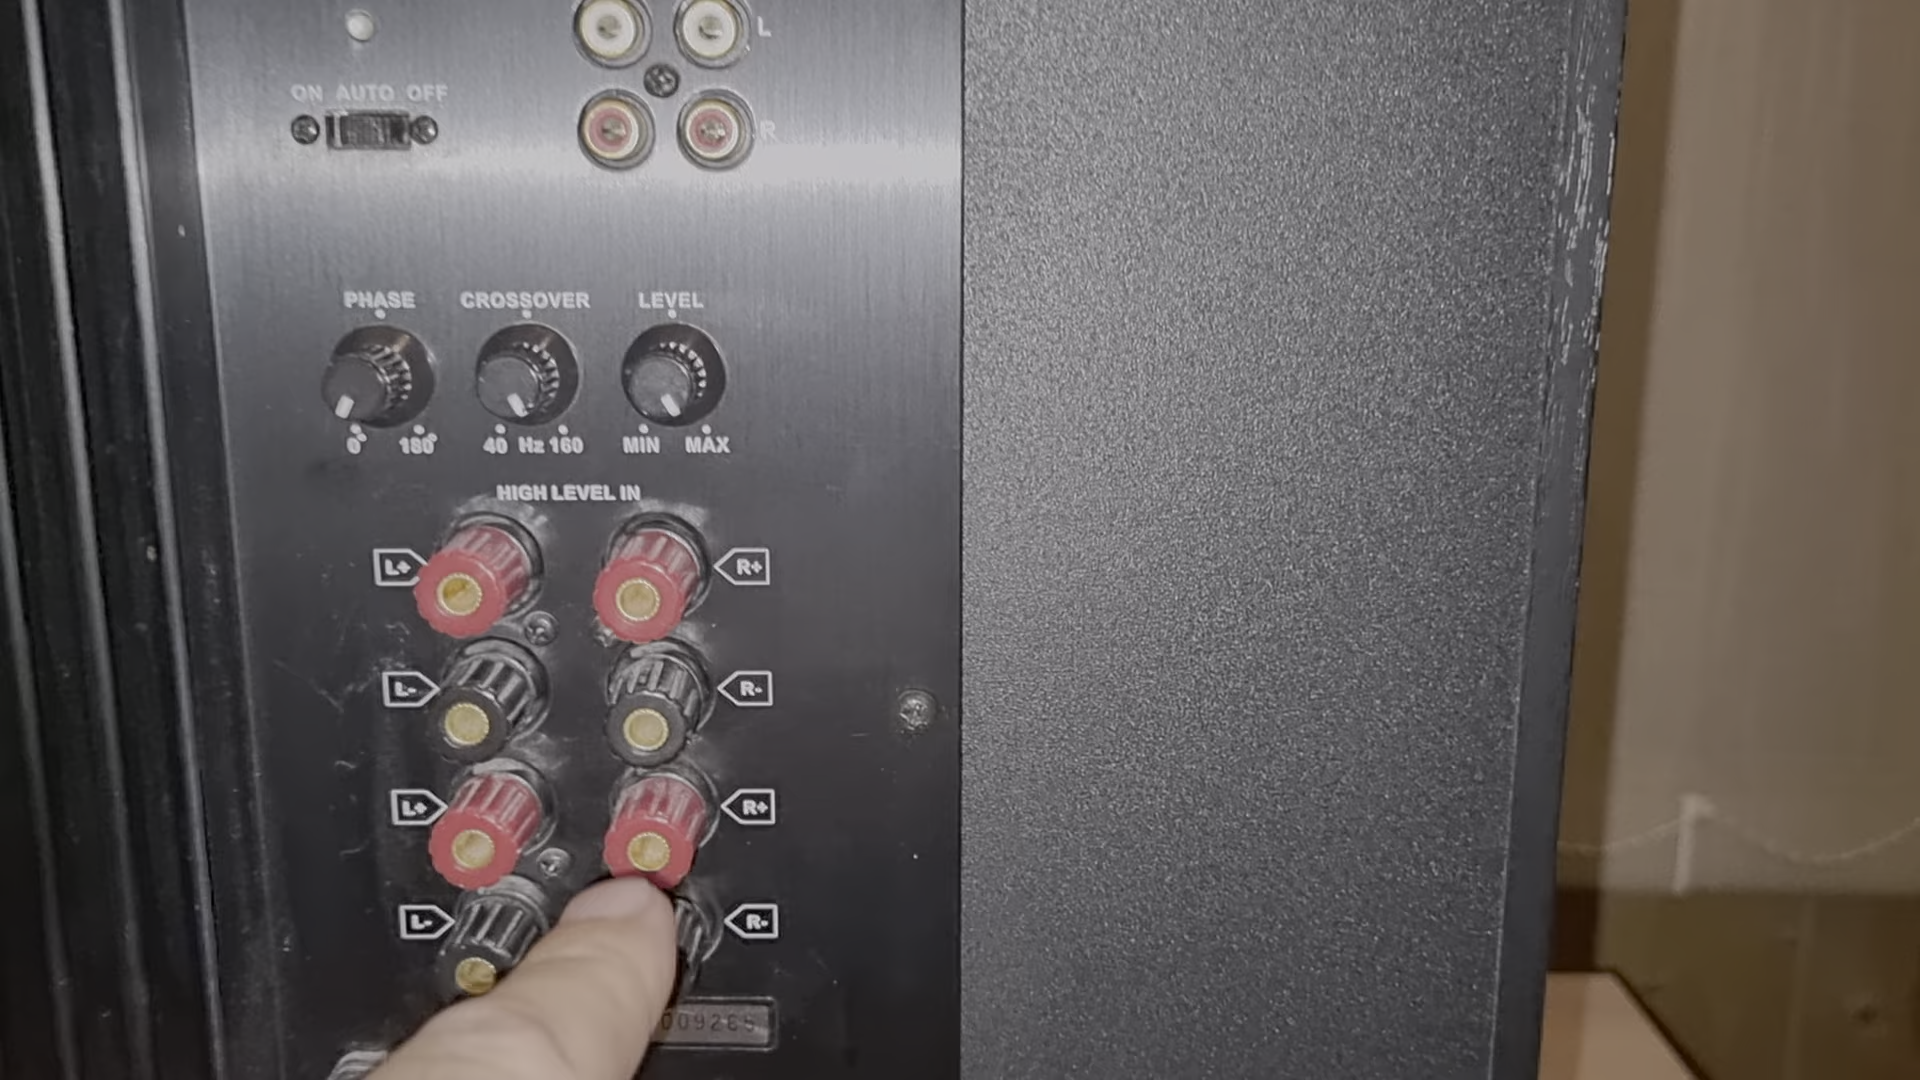 L
ON AUTO OFF
R
PHASE CROSSOVER LEVEL
0° 180° 40 Hz 160 MIN MAX
HIGH LEVEL IN
L+ R+
L- R-
L+ R+
L- R-